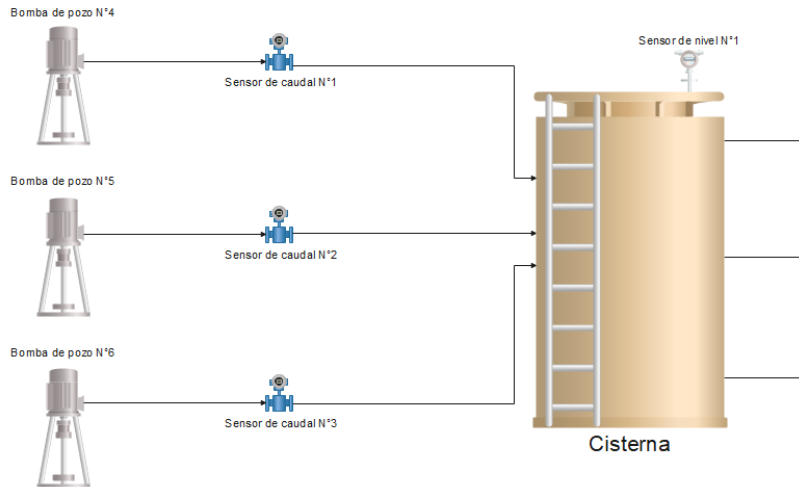 Bomba de pozo N°4
Sensor de caudal N°1
Sensor de nivel N°1
Bomba de pozo N°5
Sensor de caudal N°2
Bomba de pozo N°6
Sensor de caudal N°3
Cisterna